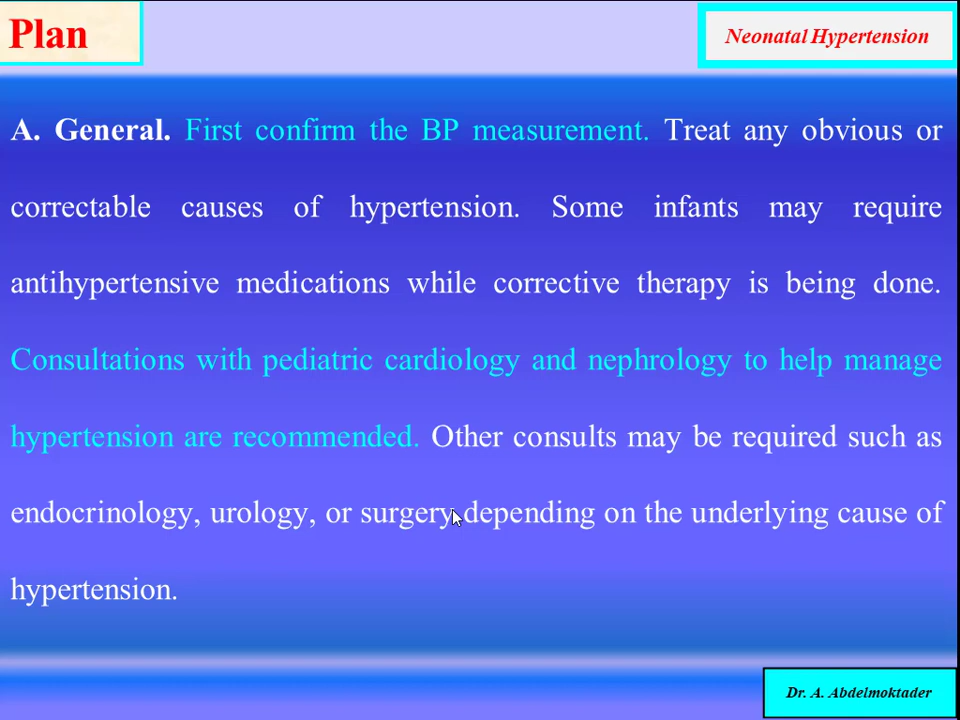 Plan
Neonatal Hypertension
A. General. First confirm the BP measurement. Treat any obvious or
correctable causes of hypertension. Some infants may require
antihypertensive medications while corrective therapy is being done.
Consultations with pediatric cardiology and nephrology to help manage
hypertension are recommended. Other consults may be required such as
endocrinology, urology, or surgery depending on the underlying cause of
hypertension.
Dr. A. Abdelmoktader